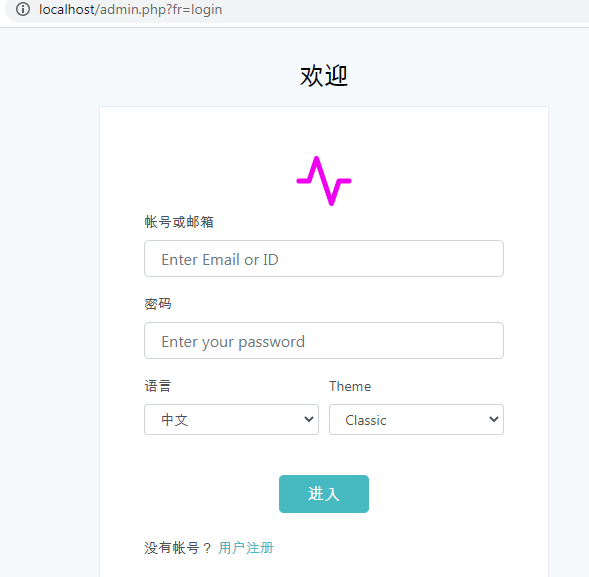 localhost/admin.php?fr=login
欢迎
帐号或邮箱
Enter Email or ID
密码
Enter your password
语言 Theme
中文 Classic
进入
没有帐号？ 用户注册